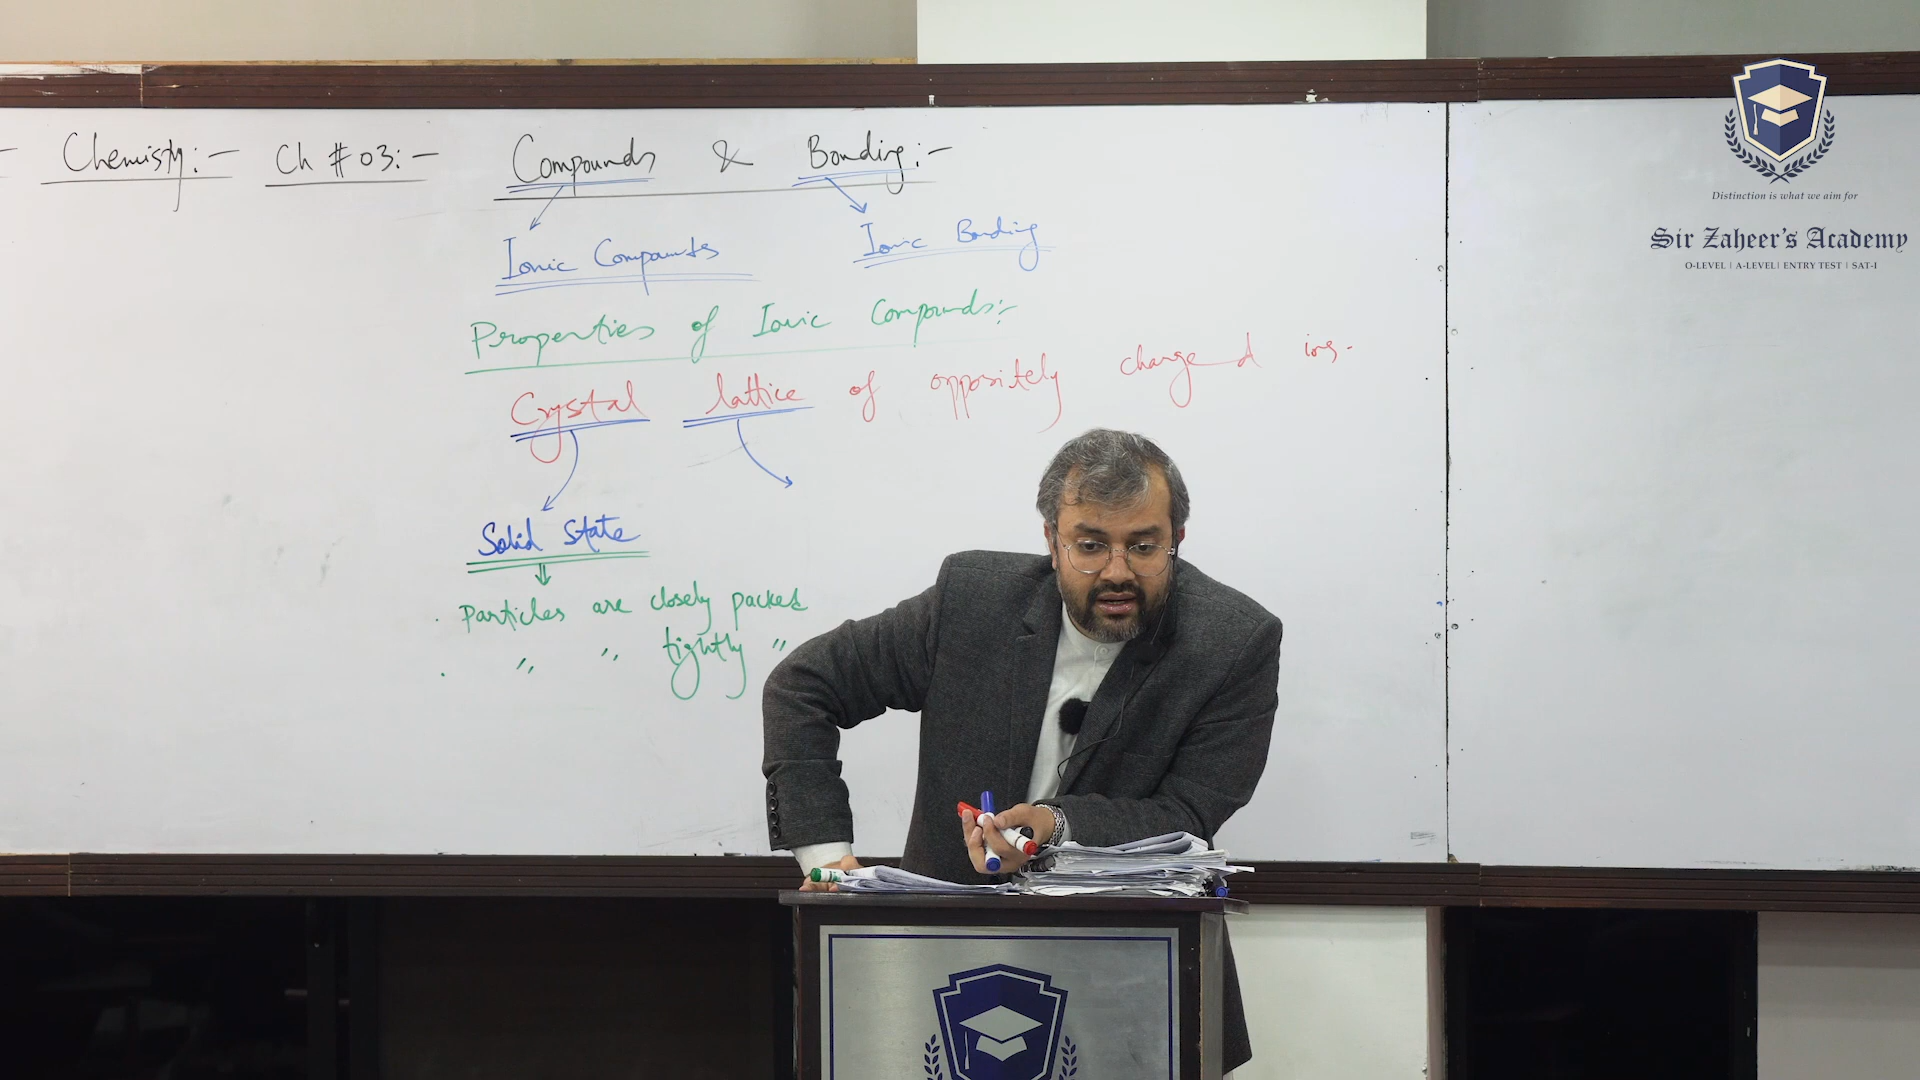 Chemistry:- Ch # 03:- Compounds & Bonding:-
Ionic Compounds Ionic Bonding
Properties of Ionic Compounds:-
Crystal lattice of oppositely charged ions.
Solid state
. Particles are closely packed
. " " tightly "
Distinction is what we aim for
Sir Zaheer's Academy
O-LEVEL | A-LEVEL | ENTRY TEST | SAT-I